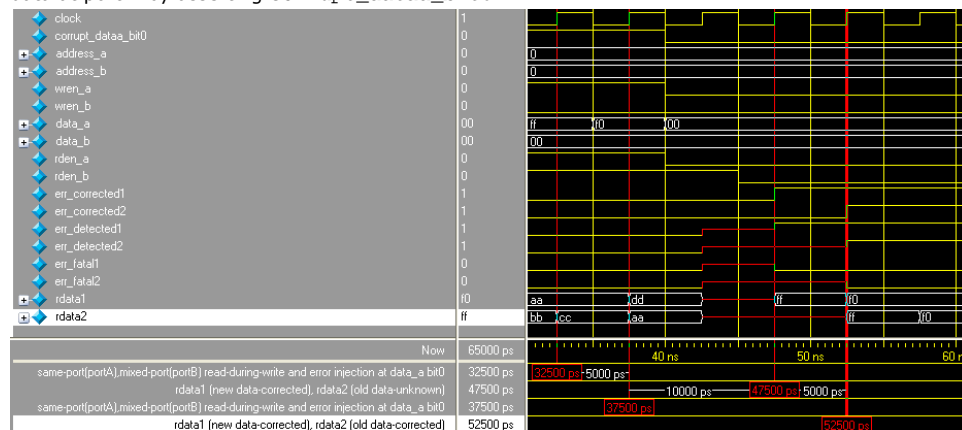 clock 1
corrupt_dataa_bit0 0
address_a 0 0
address_b 0 0
wren_a 0
wren_b 0
data_a 00 ff f0 00
data_b 00 00
rden_a 0
rden_b 0
err_corrected1 1
err_corrected2 1
err_detected1 1
err_detected2 1
err_fatal1 0
err_fatal2 0
rdata1 f0 aa dd ff f0
rdata2 ff bb cc aa ff f0
Now 65000 ps 40 ns 50 ns 60 n
same-port(portA),mixed-port(portB) read-during-write and error injection at data_a bit0 32500 ps 32500 ps 5000 ps
rdata1 (new data-corrected), rdata2 (old data-unknown) 47500 ps 10000 ps 47500 ps 5000 ps
same-port(portA),mixed-port(portB) read-during-write and error injection at data_a bit0 37500 ps 37500 ps
rdata1 (new data-corrected), rdata2 (old data-corrected) 52500 ps 52500 ps